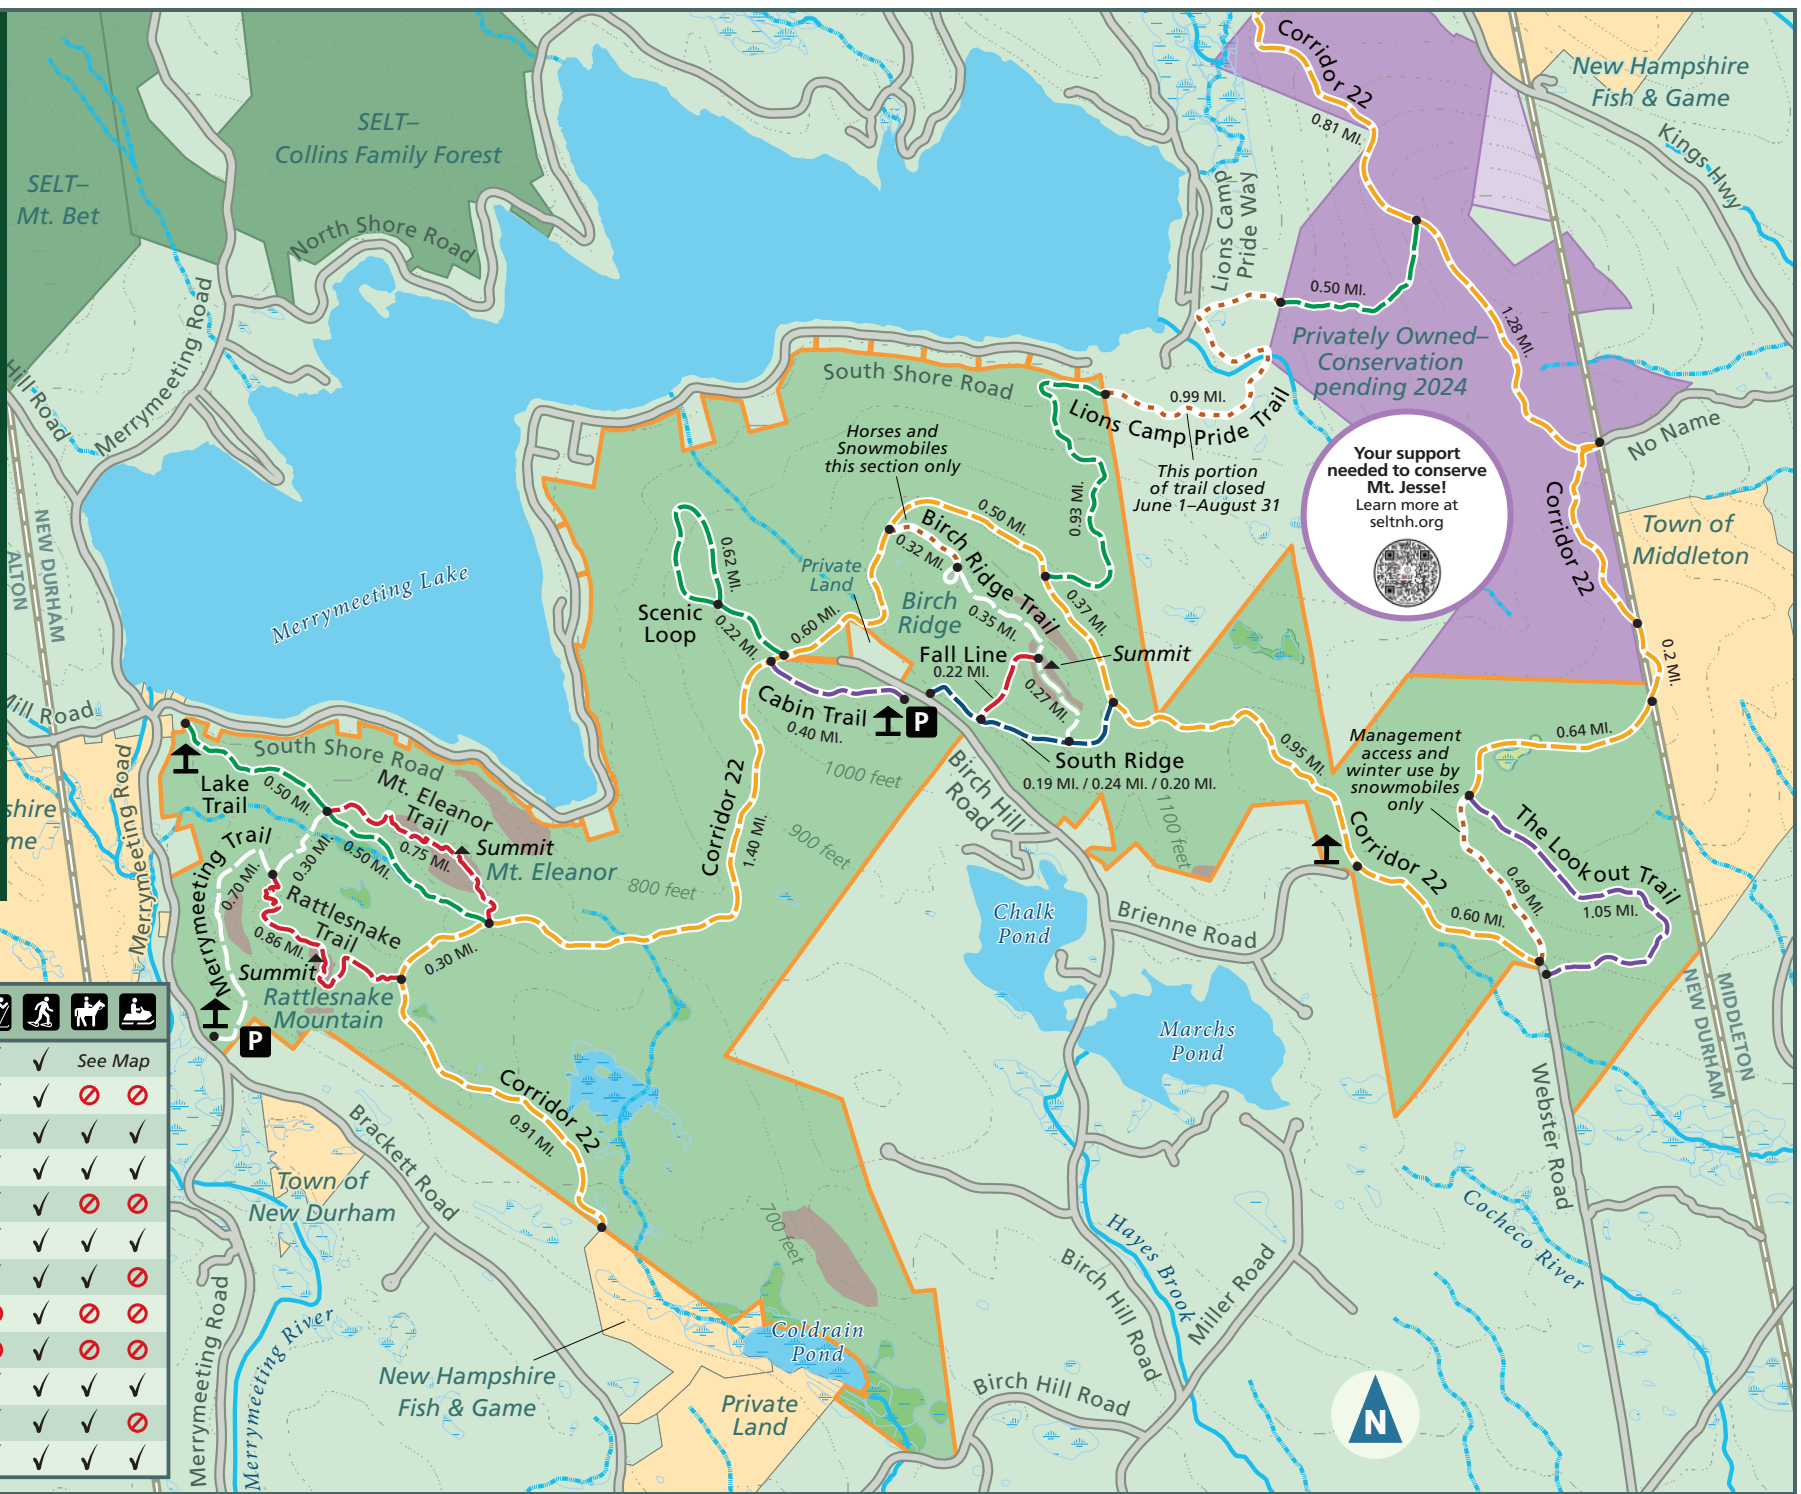 Corridor 22
0.81 MI.
New Hampshire
Fish & Game
Kings Hwy
SELT–
Collins Family Forest
SELT–
Mt. Bet
North Shore Road
Merrymeeting Road
Hill Road
Lions Camp
Pride Way
0.50 MI.
1.28 MI.
Privately Owned–
Conservation
pending 2024
South Shore Road
0.99 MI.
Lions Camp Pride Trail
This portion
of trail closed
June 1–August 31
No Name
Your support
needed to conserve
Mt. Jesse!
Learn more at
seltnh.org
Corridor 22
Town of
Middleton
Horses and
Snowmobiles
this section only
0.93 MI.
0.50 MI.
Birch Ridge Trail
0.32 MI.
0.62 MI.
Private
Land
Birch
Ridge
0.37 MI.
0.35 MI.
Scenic
Loop
0.22 MI.
0.60 MI.
Fall Line
0.22 MI.
Summit
0.27 MI.
ALTON
NEW DURHAM
Merrymeeting Lake
0.2 MI.
0.64 MI.
Cabin Trail
0.40 MI.
P
South Ridge
0.19 MI. / 0.24 MI. / 0.20 MI.
0.95 MI.
Management
access and
winter use by
snowmobiles
only
Mill Road
Merrymeeting Road
South Shore Road
Lake
Trail
0.50 MI.
Mt. Eleanor
Trail
0.75 MI.
Summit
Mt. Eleanor
0.50 MI.
0.30 MI.
Merrymeeting Trail
0.70 MI.
Rattlesnake
Trail
0.86 MI.
Summit
Rattlesnake
Mountain
P
0.30 MI.
Corridor 22
1.40 MI.
1000 feet
900 feet
800 feet
1100 feet
Birch Hill
Road
Corridor 22
The Lookout Trail
1.05 MI.
0.49 MI.
0.60 MI.
Chalk
Pond
Brienne Road
Marchs
Pond
NEW DURHAM
MIDDLETON
Webster Road
shire
me
See Map
Corridor 22
0.91 MI.
Brackett Road
Town of
New Durham
700 feet
Hayes Brook
Birch Hill Road
Miller Road
Cocheco River
Merrymeeting Road
Merrymeeting River
New Hampshire
Fish & Game
Coldrain
Pond
Private
Land
Birch Hill Road
N